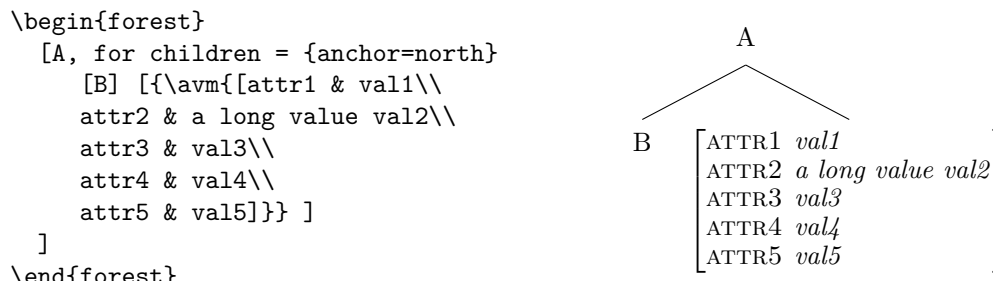 \begin{forest}
[A, for children = {anchor=north}
[B] [{\avm{[attr1 & val1\\
attr2 & a long value val2\\
attr3 & val3\\
attr4 & val4\\
attr5 & val5]}} ]
]
\end{forest}
A
B
ATTR1 val1
ATTR2 a long value val2
ATTR3 val3
ATTR4 val4
ATTR5 val5